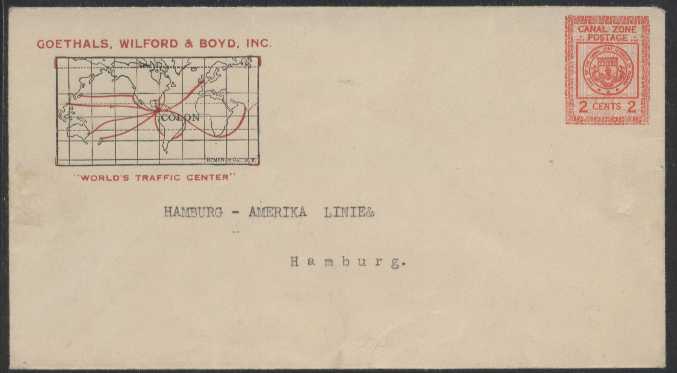 GOETHALS, WILFORD & BOYD, INC.
CANAL ZONE
POSTAGE
2 CENTS 2
COLON
"WORLD'S TRAFFIC CENTER"
HAMBURG - AMERIKA LINIE&
Hamburg.